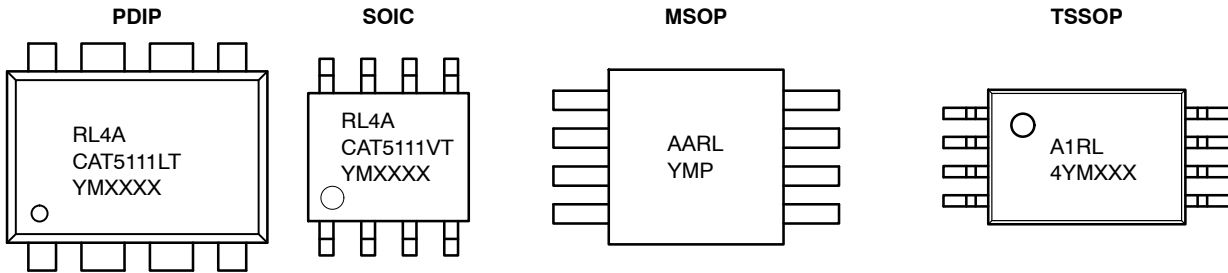 PDIP
SOIC
MSOP
TSSOP
RL4A
CAT5111LT
YMXXXX
RL4A
CAT5111VT
YMXXXX
AARL
YMP
A1RL
4YMXXX